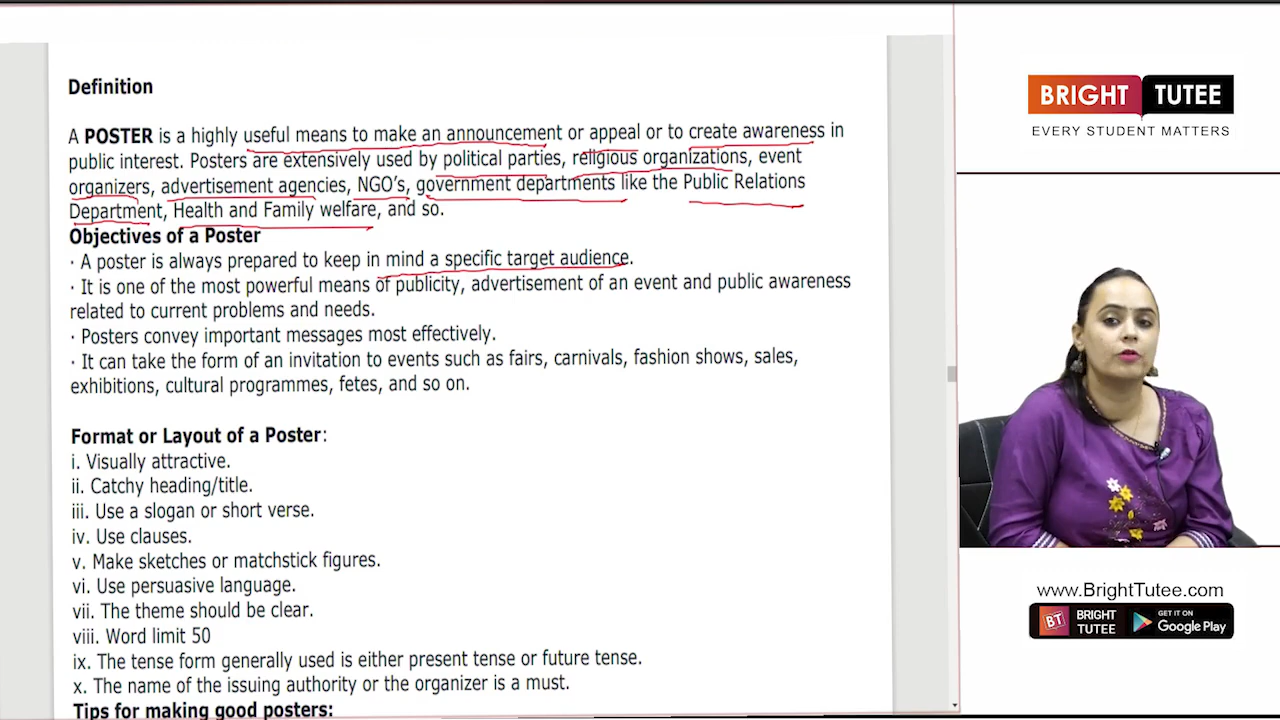 Definition
A POSTER is a highly useful means to make an announcement or appeal or to create awareness in
public interest. Posters are extensively used by political parties, religious organizations, event
organizers, advertisement agencies, NGO's, government departments like the Public Relations
Department, Health and Family welfare, and so.
Objectives of a Poster
· A poster is always prepared to keep in mind a specific target audience.
· It is one of the most powerful means of publicity, advertisement of an event and public awareness
related to current problems and needs.
· Posters convey important messages most effectively.
· It can take the form of an invitation to events such as fairs, carnivals, fashion shows, sales,
exhibitions, cultural programmes, fetes, and so on.
Format or Layout of a Poster:
i. Visually attractive.
ii. Catchy heading/title.
iii. Use a slogan or short verse.
iv. Use clauses.
v. Make sketches or matchstick figures.
vi. Use persuasive language.
vii. The theme should be clear.
viii. Word limit 50
ix. The tense form generally used is either present tense or future tense.
x. The name of the issuing authority or the organizer is a must.
Tips for making good posters:
BRIGHT TUTEE
EVERY STUDENT MATTERS
www.BrightTutee.com
BT BRIGHT TUTEE
GET IT ON
Google Play